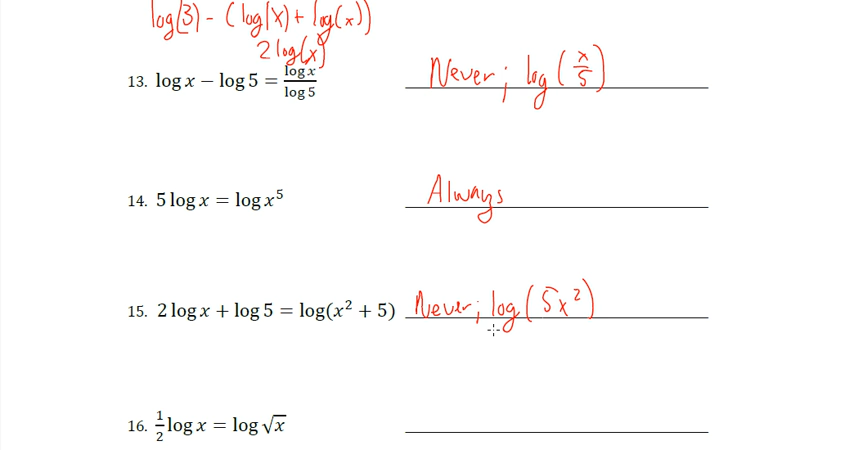 log(3) - (log(x) + log(x))
2 log(x)
13. log x − log 5 = log x / log 5 Never; log(x/5)
14. 5 log x = log x⁵ Always
15. 2 log x + log 5 = log(x² + 5) Never; log(5x²)
16. ½ log x = log √x